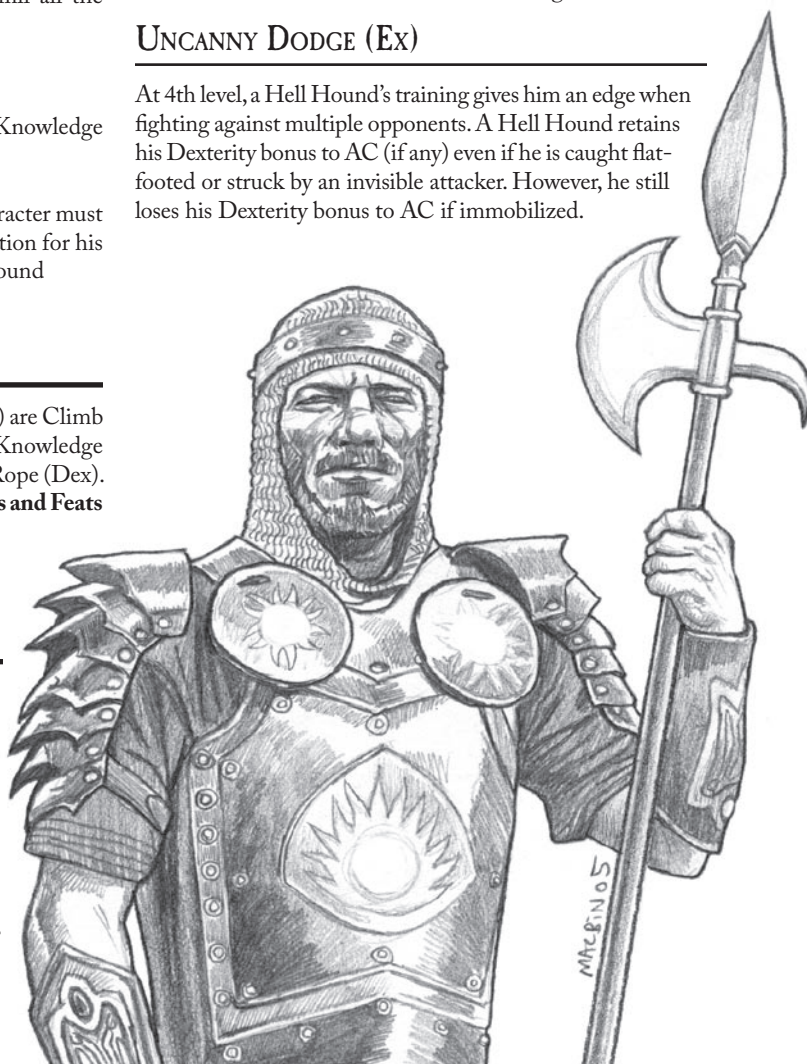 Knowledge
racter must
tion for his
ound
) are Climb
Knowledge
Rope (Dex).
s and Feats
UNCANNY DODGE (EX)
At 4th level, a Hell Hound’s training gives him an edge when
fighting against multiple opponents. A Hell Hound retains
his Dexterity bonus to AC (if any) even if he is caught flat-
footed or struck by an invisible attacker. However, he still
loses his Dexterity bonus to AC if immobilized.